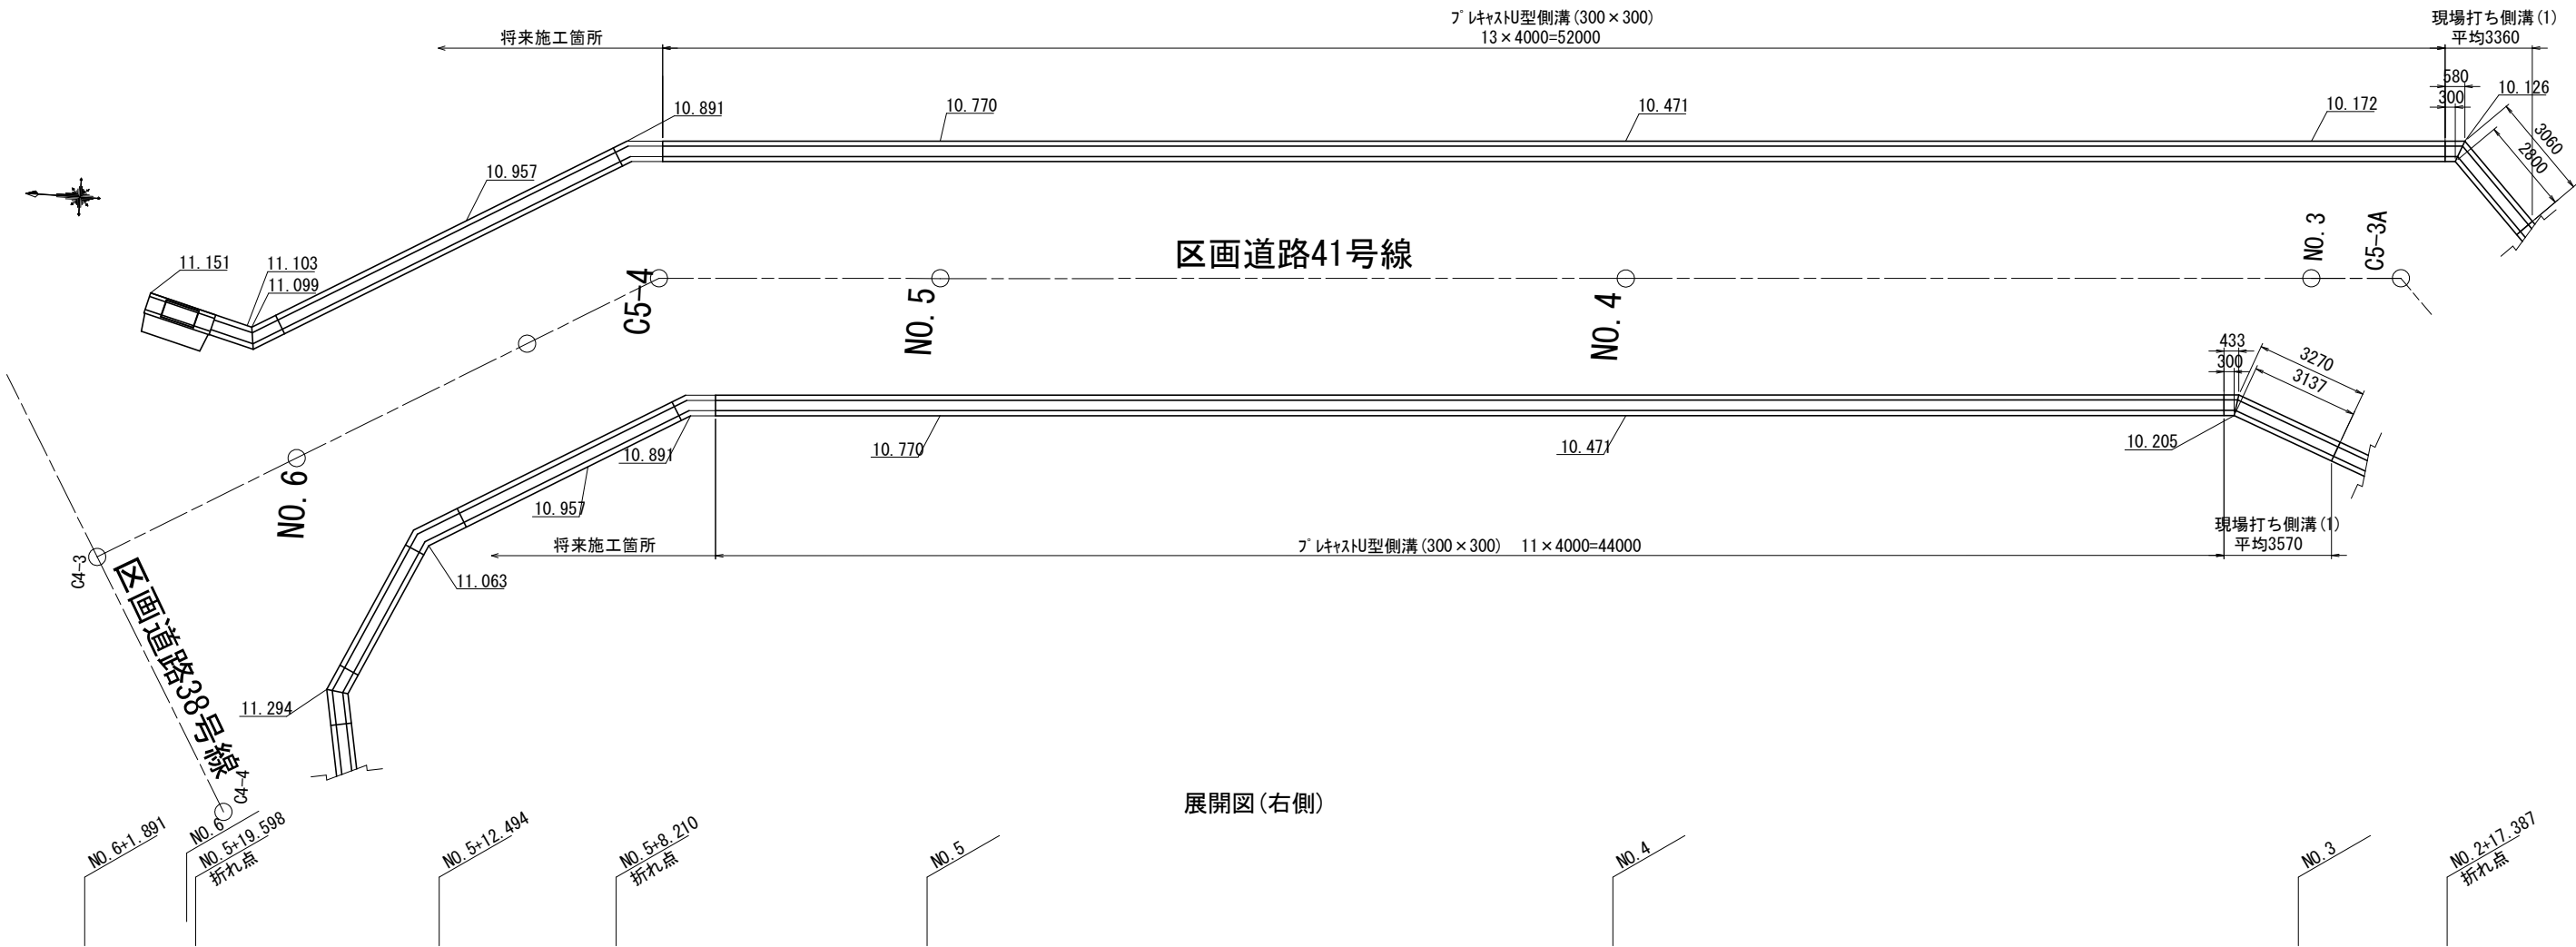 プレキャストU型側溝(300×300)
13×4000=52000
現場打ち側溝(1)
平均3360
将来施工箇所
580
300
10.126
3060
2800
10.891
10.770
10.471
10.172
10.957
11.151
11.103
11.099
区画道路41号線
C5-4
NO.5
NO.4
NO.3
C5-3A
433
300
3270
3137
10.891
10.770
10.471
10.205
NO.6
10.957
将来施工箇所
プレキャストU型側溝(300×300) 11×4000=44000
現場打ち側溝(1)
平均3570
C4-3
11.063
区画道路38号線
11.294
C4-4
展開図(右側)
NO.6+1.891
NO.6
NO.5+19.598
折れ点
NO.5+12.494
NO.5+8.210
折れ点
NO.5
NO.4
NO.3
NO.2+17.387
折れ点